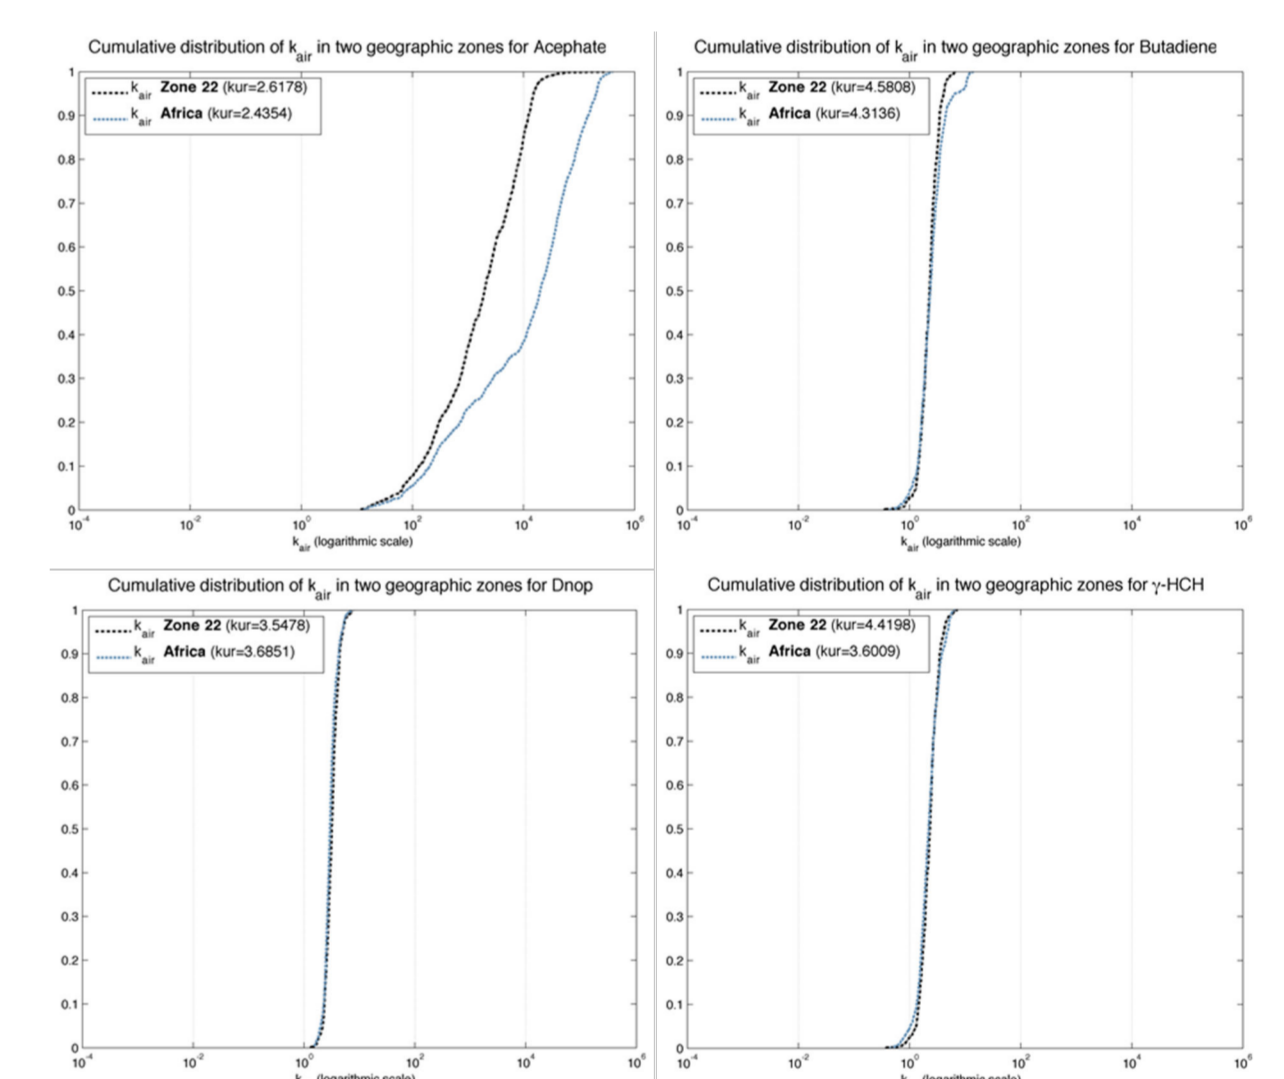 Cumulative distribution of k_air in two geographic zones for Acephate
k_air Zone 22 (kur=2.6178)
k_air Africa (kur=2.4354)
1
0.9
0.8
0.7
0.6
0.5
0.4
0.3
0.2
0.1
0
10^-4 10^-2 10^0 10^2 10^4 10^6
k_air (logarithmic scale)
Cumulative distribution of k_air in two geographic zones for Butadiene
k_air Zone 22 (kur=4.5808)
k_air Africa (kur=4.3136)
1
0.9
0.8
0.7
0.6
0.5
0.4
0.3
0.2
0.1
0
10^-4 10^-2 10^0 10^2 10^4 10^6
k_air (logarithmic scale)
Cumulative distribution of k_air in two geographic zones for Dnop
k_air Zone 22 (kur=3.5478)
k_air Africa (kur=3.6851)
1
0.9
0.8
0.7
0.6
0.5
0.4
0.3
0.2
0.1
0
10^-4 10^-2 10^0 10^2 10^4 10^6
k (logarithmic scale)
Cumulative distribution of k_air in two geographic zones for γ-HCH
k_air Zone 22 (kur=4.4198)
k_air Africa (kur=3.6009)
1
0.9
0.8
0.7
0.6
0.5
0.4
0.3
0.2
0.1
0
10^-4 10^-2 10^0 10^2 10^4 10^6
k (logarithmic scale)